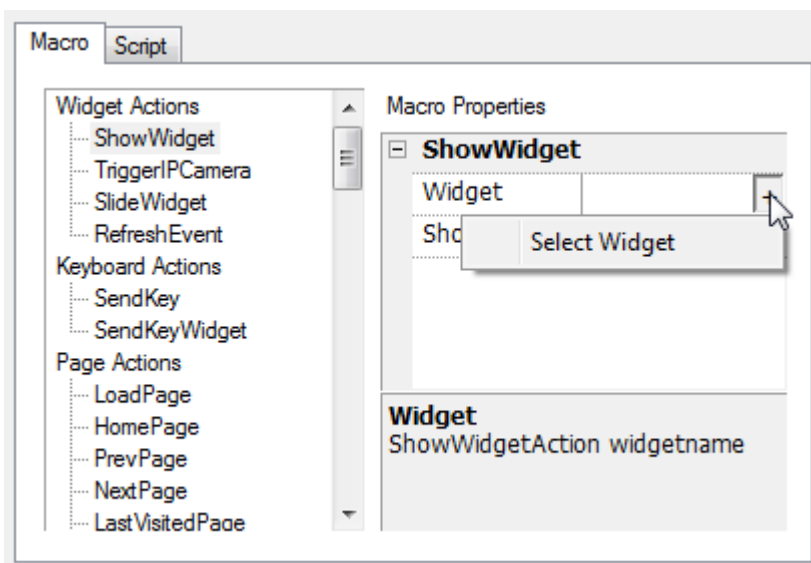 Macro
Script
Widget Actions
ShowWidget
TriggerIPCamera
SlideWidget
RefreshEvent
Keyboard Actions
SendKey
SendKeyWidget
Page Actions
LoadPage
HomePage
PrevPage
NextPage
LastVisitedPage
Macro Properties
ShowWidget
Widget
Sho
Select Widget
Widget
ShowWidgetAction widgetname